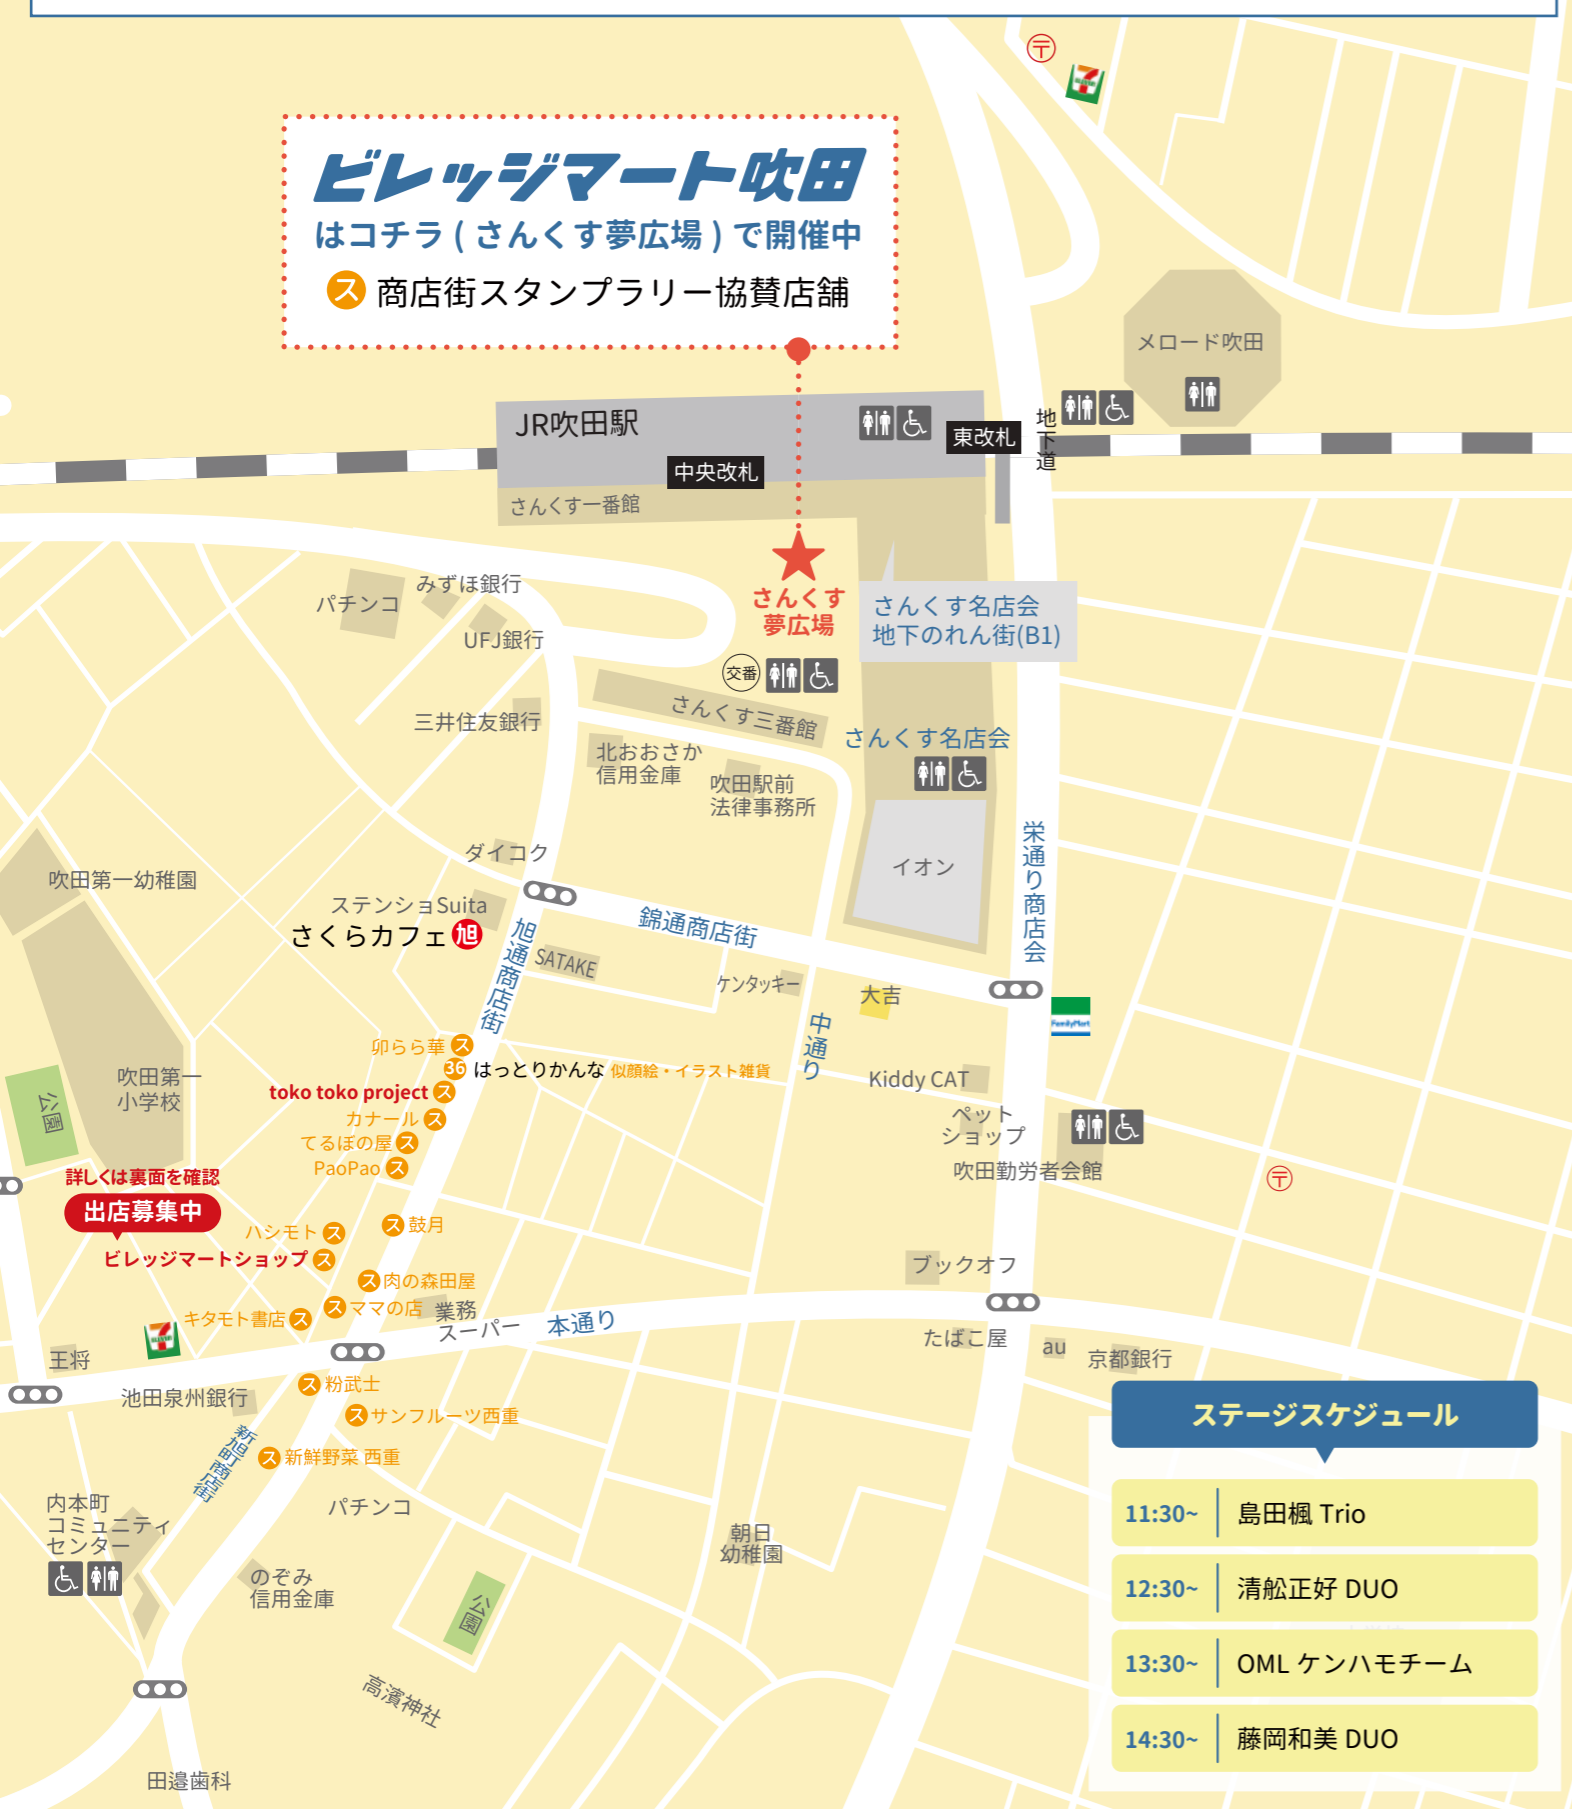 〒
ビレッジマート吹田
はコチラ ( さんくす夢広場 ) で開催中
ス 商店街スタンプラリー協賛店舗
メロード吹田
JR吹田駅
東改札
地下道
中央改札
さんくす一番館
みずほ銀行
パチンコ
UFJ銀行
さんくす
夢広場
さんくす名店会
地下のれん街(B1)
交番
さんくす三番館
三井住友銀行
さんくす名店会
北おおさか
信用金庫
吹田駅前
法律事務所
ダイコク
イオン
栄通り商店会
吹田第一幼稚園
ステンショSuita
さくらカフェ 旭
旭通商店街
錦通商店街
SATAKE
ケンタッキー
大吉
FamilyMart
中通り
卯らら華 ス
36 はっとりかんな 似顔絵・イラスト雑貨
toko toko project ス
カナール ス
てるぼの屋 ス
PaoPao ス
吹田第一
小学校
公園
Kiddy CAT
ペット
ショップ
吹田勤労者会館
〒
詳しくは裏面を確認
出店募集中
ハシモト ス
ス 鼓月
ビレッジマートショップ ス
ス 肉の森田屋
ブックオフ
キタモト書店 ス
ス ママの店
業務
スーパー
本通り
王将
たばこ屋
au
京都銀行
池田泉州銀行
ス 粉武士
ス サンフルーツ西重
新旭町商店街
ス 新鮮野菜 西重
パチンコ
内本町
コミュニティ
センター
のぞみ
信用金庫
朝日
幼稚園
公園
高濱神社
田邉歯科
ステージスケジュール
11:30~ 島田楓 Trio
12:30~ 清舩正好 DUO
13:30~ OML ケンハモチーム
14:30~ 藤岡和美 DUO